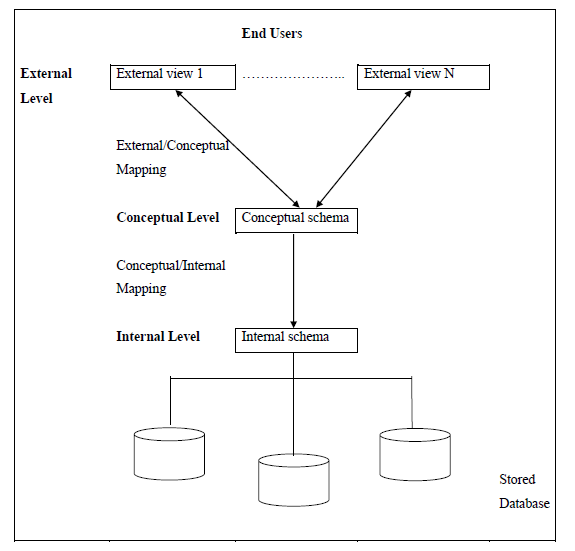 End Users
External
Level
External view 1
…………………..
External view N
External/Conceptual
Mapping
Conceptual Level
Conceptual schema
Conceptual/Internal
Mapping
Internal Level
Internal schema
Stored
Database